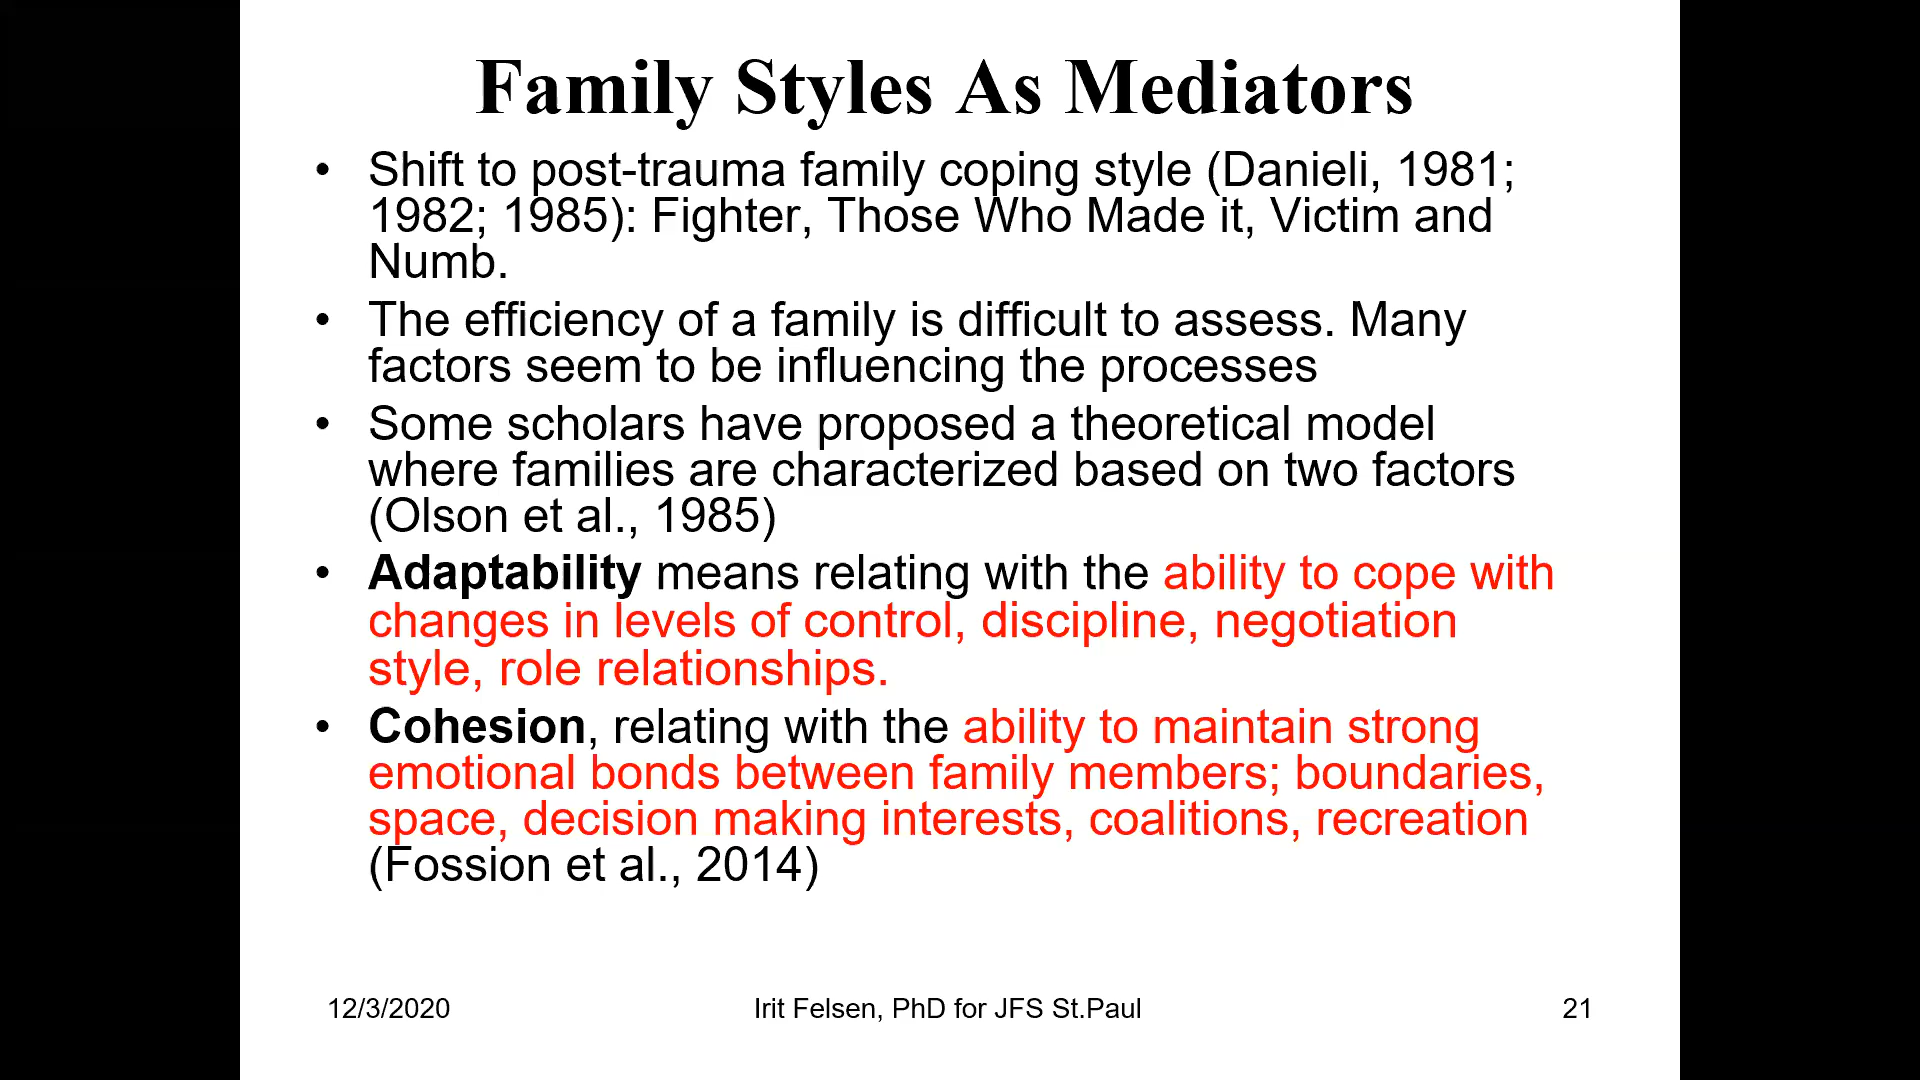 Family Styles As Mediators
• Shift to post-trauma family coping style (Danieli, 1981;
1982; 1985): Fighter, Those Who Made it, Victim and
Numb.
• The efficiency of a family is difficult to assess. Many
factors seem to be influencing the processes
• Some scholars have proposed a theoretical model
where families are characterized based on two factors
(Olson et al., 1985)
• Adaptability means relating with the ability to cope with
changes in levels of control, discipline, negotiation
style, role relationships.
• Cohesion, relating with the ability to maintain strong
emotional bonds between family members; boundaries,
space, decision making interests, coalitions, recreation
(Fossion et al., 2014)
12/3/2020 Irit Felsen, PhD for JFS St.Paul 21